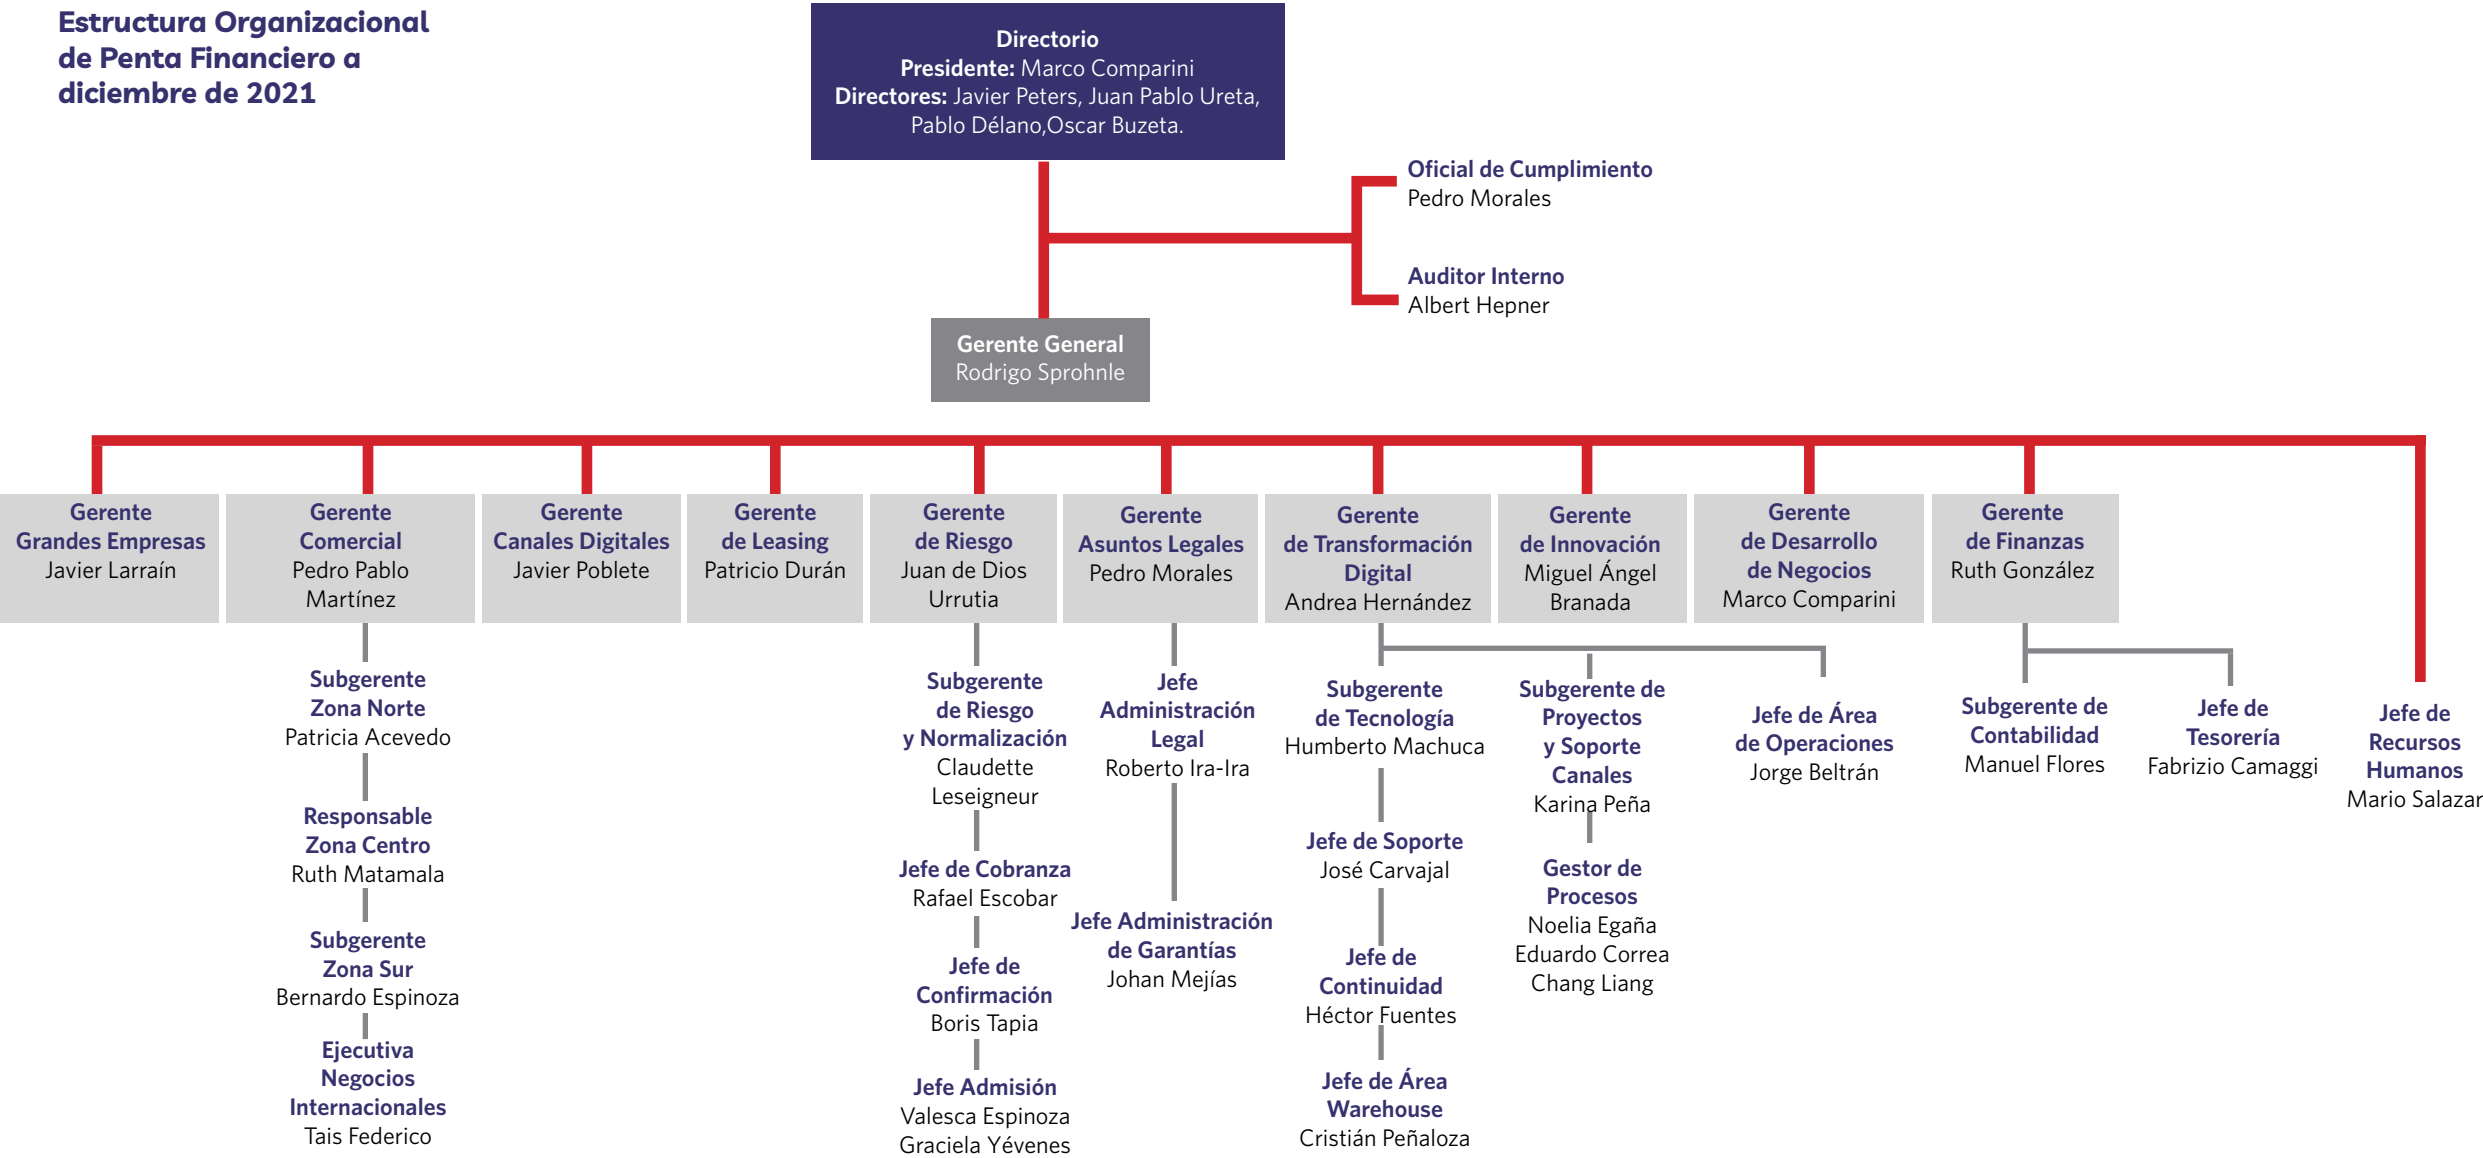 Estructura Organizacional
de Penta Financiero a
diciembre de 2021
Directorio
Presidente: Marco Comparini
Directores: Javier Peters, Juan Pablo Ureta,
Pablo Délano,Oscar Buzeta.
Oficial de Cumplimiento
Pedro Morales
Auditor Interno
Albert Hepner
Gerente General
Rodrigo Sprohnle
Gerente
Grandes Empresas
Javier Larraín
Gerente
Comercial
Pedro Pablo
Martínez
Subgerente
Zona Norte
Patricia Acevedo
Responsable
Zona Centro
Ruth Matamala
Subgerente
Zona Sur
Bernardo Espinoza
Ejecutiva
Negocios
Internacionales
Tais Federico
Gerente
Canales Digitales
Javier Poblete
Gerente
de Leasing
Patricio Durán
Gerente
de Riesgo
Juan de Dios
Urrutia
Subgerente
de Riesgo
y Normalización
Claudette
Leseigneur
Jefe de Cobranza
Rafael Escobar
Jefe de
Confirmación
Boris Tapia
Jefe Admisión
Valesca Espinoza
Graciela Yévenes
Gerente
Asuntos Legales
Pedro Morales
Jefe
Administración
Legal
Roberto Ira-Ira
Jefe Administración
de Garantías
Johan Mejías
Gerente
de Transformación
Digital
Andrea Hernández
Subgerente
de Tecnología
Humberto Machuca
Jefe de Soporte
José Carvajal
Jefe de
Continuidad
Héctor Fuentes
Jefe de Área
Warehouse
Cristián Peñaloza
Subgerente de
Proyectos
y Soporte
Canales
Karina Peña
Gestor de
Procesos
Noelia Egaña
Eduardo Correa
Chang Liang
Jefe de Área
de Operaciones
Jorge Beltrán
Gerente
de Innovación
Miguel Ángel
Branada
Gerente
de Desarrollo
de Negocios
Marco Comparini
Gerente
de Finanzas
Ruth González
Subgerente de
Contabilidad
Manuel Flores
Jefe de
Tesorería
Fabrizio Camaggi
Jefe de
Recursos
Humanos
Mario Salazar